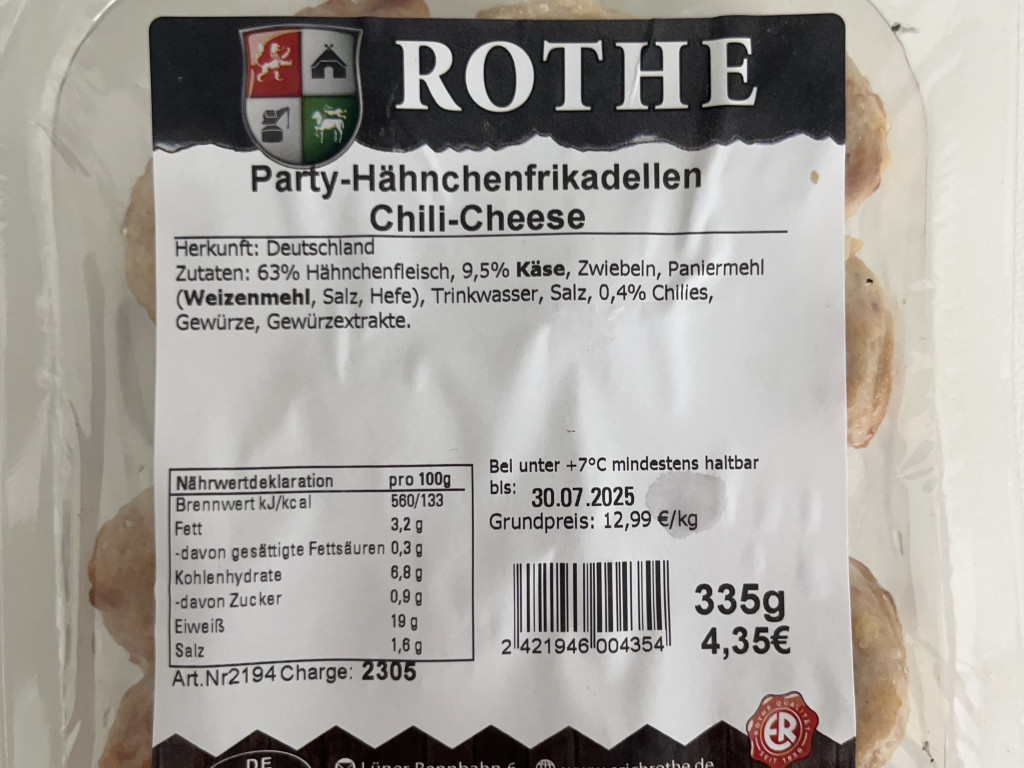 ROTHE
Party-Hähnchenfrikadellen
Chili-Cheese
Herkunft: Deutschland
Zutaten: 63% Hähnchenfleisch, 9,5% Käse, Zwiebeln, Paniermehl
(Weizenmehl, Salz, Hefe), Trinkwasser, Salz, 0,4% Chilies,
Gewürze, Gewürzextrakte.
Nährwertdeklaration pro 100g
Brennwert kJ/kcal 560/133
Fett 3,2 g
-davon gesättigte Fettsäuren 0,3 g
Kohlenhydrate 6,8 g
-davon Zucker 0,9 g
Eiweiß 19 g
Salz 1,6 g
Art.Nr2194 Charge: 2305
Bei unter +7°C mindestens haltbar
bis: 30.07.2025
Grundpreis: 12,99 €/kg
2 421946 004354
335g
4,35€
ROTHE QUALITÄT
ER
DE